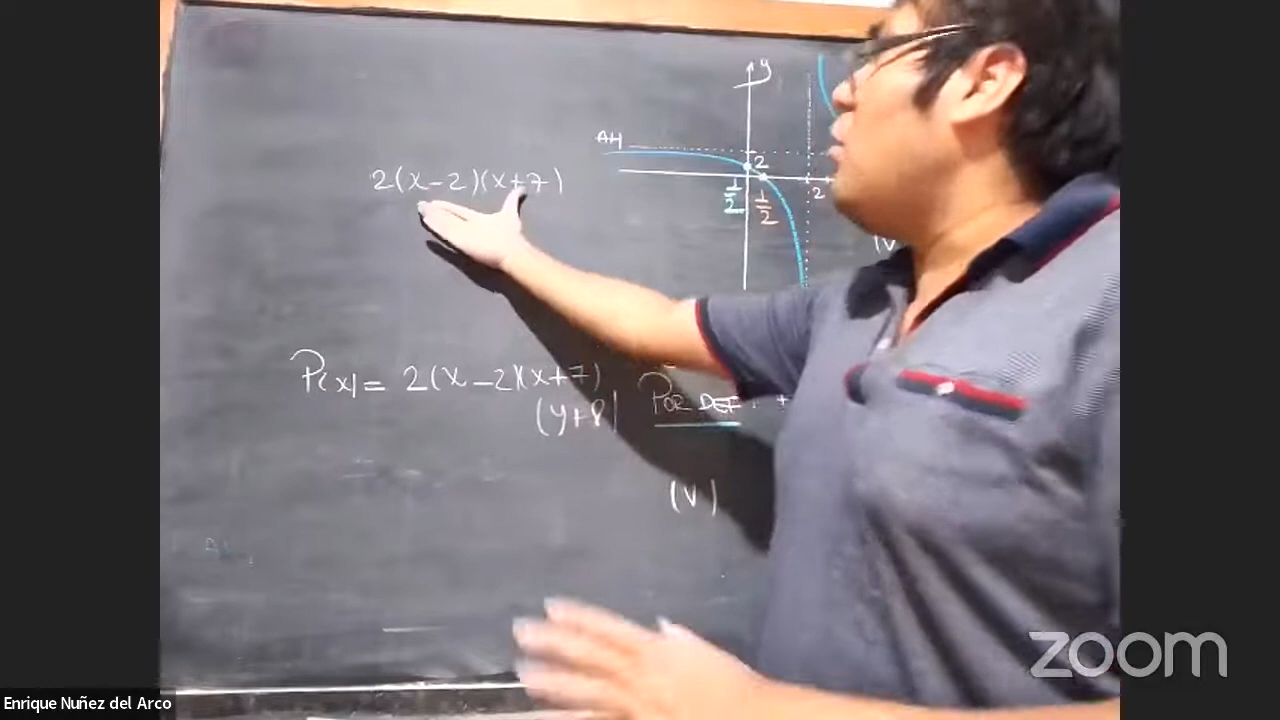 y
AH
2
2(x-2)(x+7)
1/2
1/2
2
(V
P(x)= 2(x-2)(x+7)
(y+8)
POR DEF
(V)
zoom
Enrique Nuñez del Arco